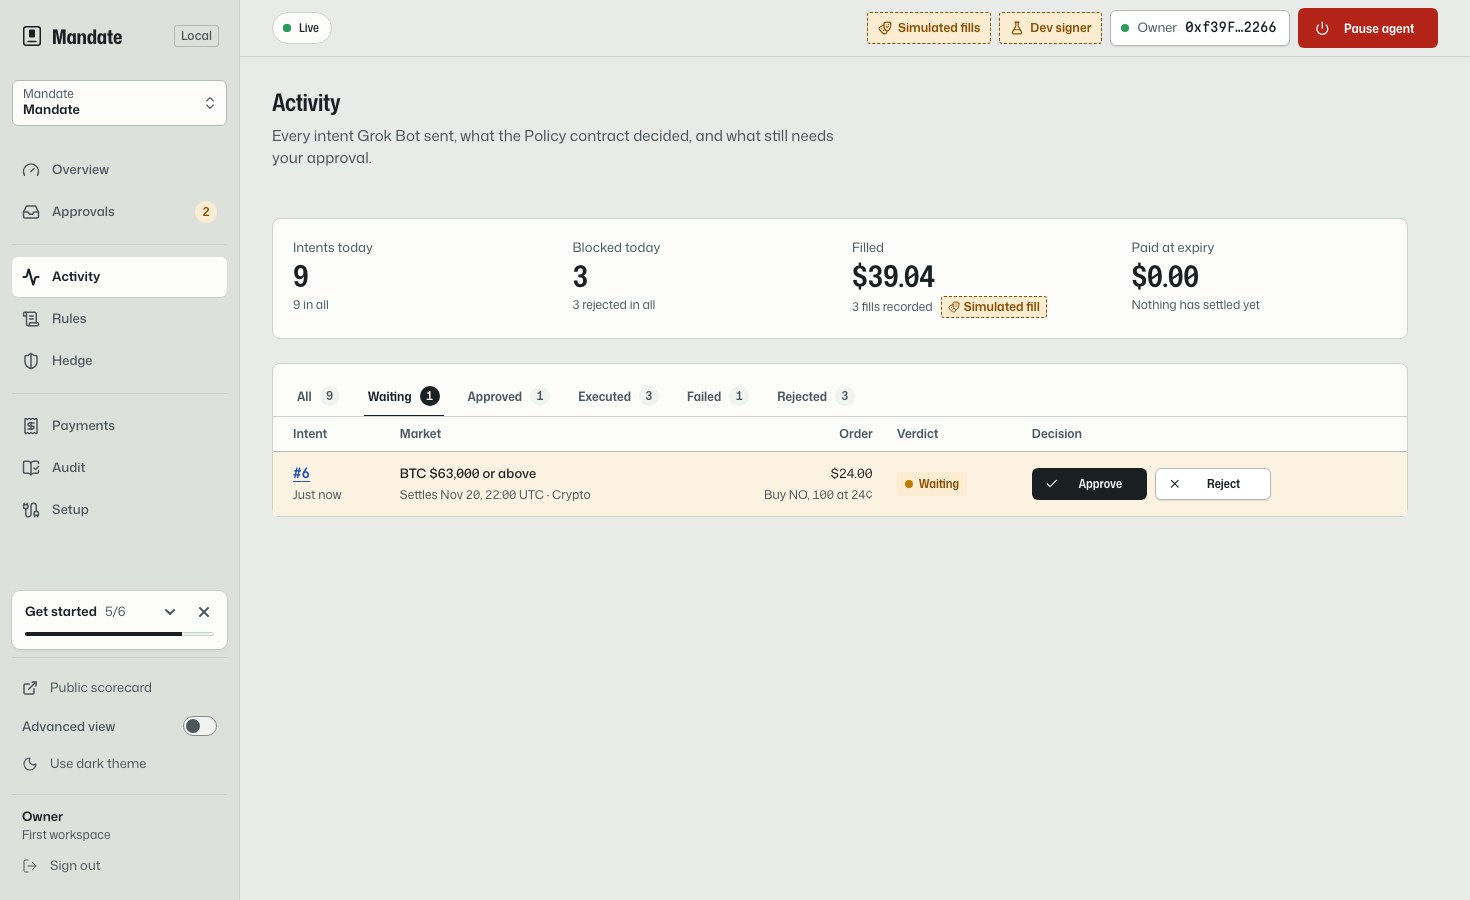 Mandate
Local
Mandate
Mandate
Overview
Approvals 2
Activity
Rules
Hedge
Payments
Audit
Setup
Get started 5/6
Public scorecard
Advanced view
Use dark theme
Owner
First workspace
Sign out
Live
Simulated fills
Dev signer
Owner 0xf39F…2266
Pause agent
Activity
Every intent Grok Bot sent, what the Policy contract decided, and what still needs
your approval.
Intents today
9
9 in all
Blocked today
3
3 rejected in all
Filled
$39.04
3 fills recorded Simulated fill
Paid at expiry
$0.00
Nothing has settled yet
All 9 Waiting 1 Approved 1 Executed 3 Failed 1 Rejected 3
Intent Market Order Verdict Decision
#6 BTC $63,000 or above $24.00 Waiting Approve Reject
Just now Settles Nov 20, 22:00 UTC · Crypto Buy NO, 100 at 24¢